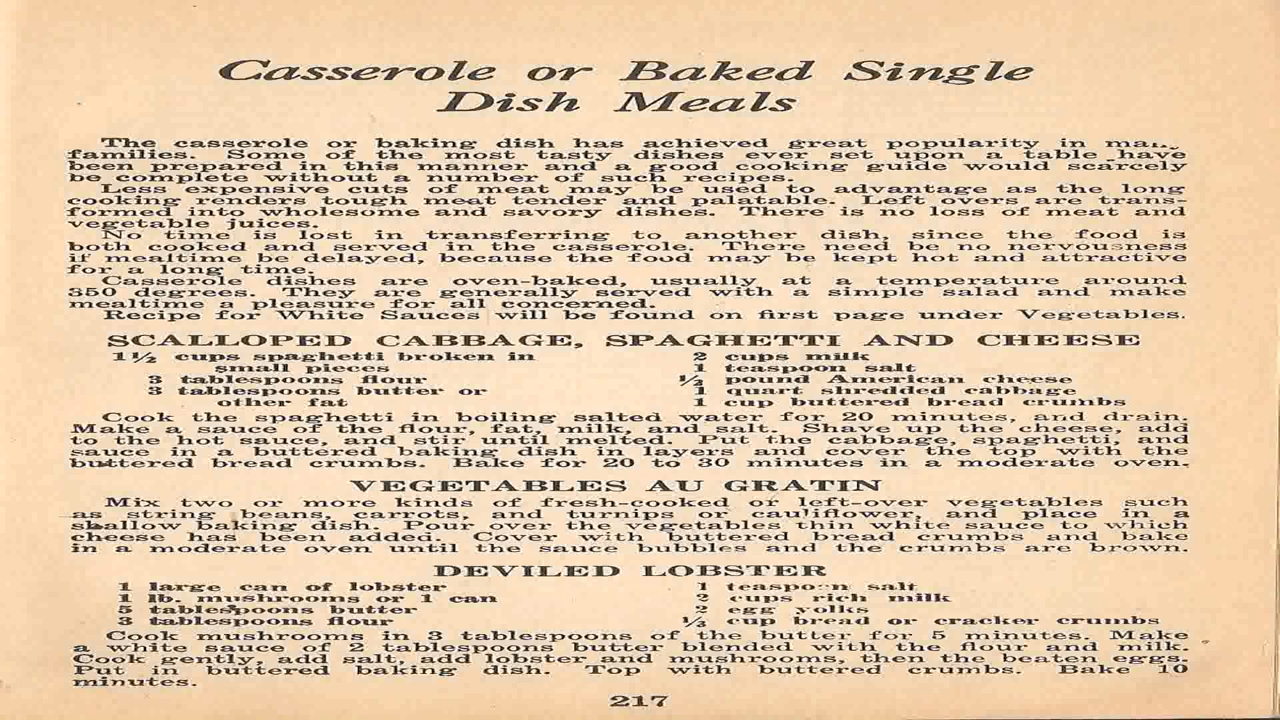 Casserole or Baked Single
Dish Meals
The casserole or baking dish has achieved great popularity in
families. Some of the most tasty dishes ever set upon a table have
been prepared in this manner and a good cooking guide would scarcely
be complete without a number of such recipes.
Less expensive cuts of meat may be used to advantage as the long
cooking renders tough meat tender and palatable. Left overs are trans-
formed into wholesome and savory dishes. There is no loss of meat and
vegetable juices.
No time is lost in transferring to another dish, since the food is
both cooked and served in the casserole. There need be no nervousness
if mealtime be delayed, because the food may be kept hot and attractive
for a long time.
Casserole dishes are oven-baked, usually at a temperature around
350 degrees. They are generally served with a simple salad and make
mealtime a pleasure for all concerned.
Recipe for White Sauces will be found on first page under Vegetables.
SCALLOPED CABBAGE, SPAGHETTI AND CHEESE
1½ cups spaghetti broken in
small pieces
3 tablespoons flour
3 tablespoons butter or
other fat
2 cups milk
1 teaspoon salt
½ pound American cheese
1 quart shredded cabbage
1 cup buttered bread crumbs
Cook the spaghetti in boiling salted water for 20 minutes, and drain.
Make a sauce of the flour, fat, milk, and salt. Shave up the cheese, add
to the hot sauce, and stir until melted. Put the cabbage, spaghetti, and
sauce in a buttered baking dish in layers and cover the top with the
buttered bread crumbs. Bake for 20 to 30 minutes in a moderate oven.
VEGETABLES AU GRATIN
Mix two or more kinds of fresh-cooked or left-over vegetables such
as string beans, carrots, and turnips or cauliflower, and place in a
shallow baking dish. Pour over the vegetables thin white sauce to which
cheese has been added. Cover with buttered bread crumbs and bake
in a moderate oven until the sauce bubbles and the crumbs are brown.
DEVILED LOBSTER
1 large can of lobster
1 lb. mushrooms or 1 can
5 tablespoons butter
3 tablespoons flour
1 teaspoon salt
2 cups rich milk
2 egg yolks
⅓ cup bread or cracker crumbs
Cook mushrooms in 3 tablespoons of the butter for 5 minutes. Make
a white sauce of 2 tablespoons butter blended with the flour and milk.
Cook gently, add salt, add lobster and mushrooms, then the beaten eggs.
Put in buttered baking dish. Top with buttered crumbs. Bake 10
minutes.
217